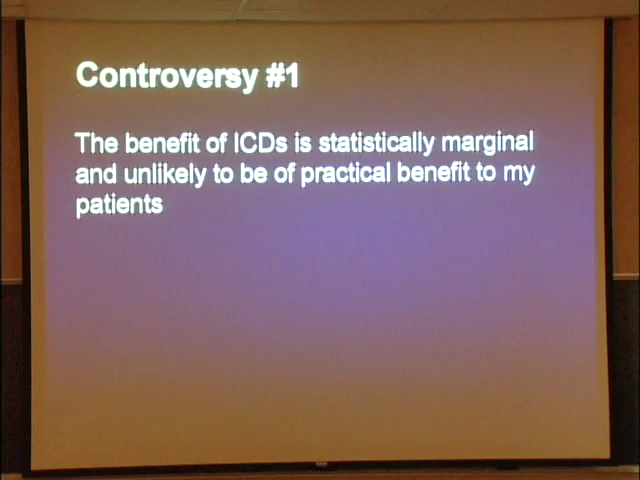 Controversy #1
The benefit of ICDs is statistically marginal
and unlikely to be of practical benefit to my
patients